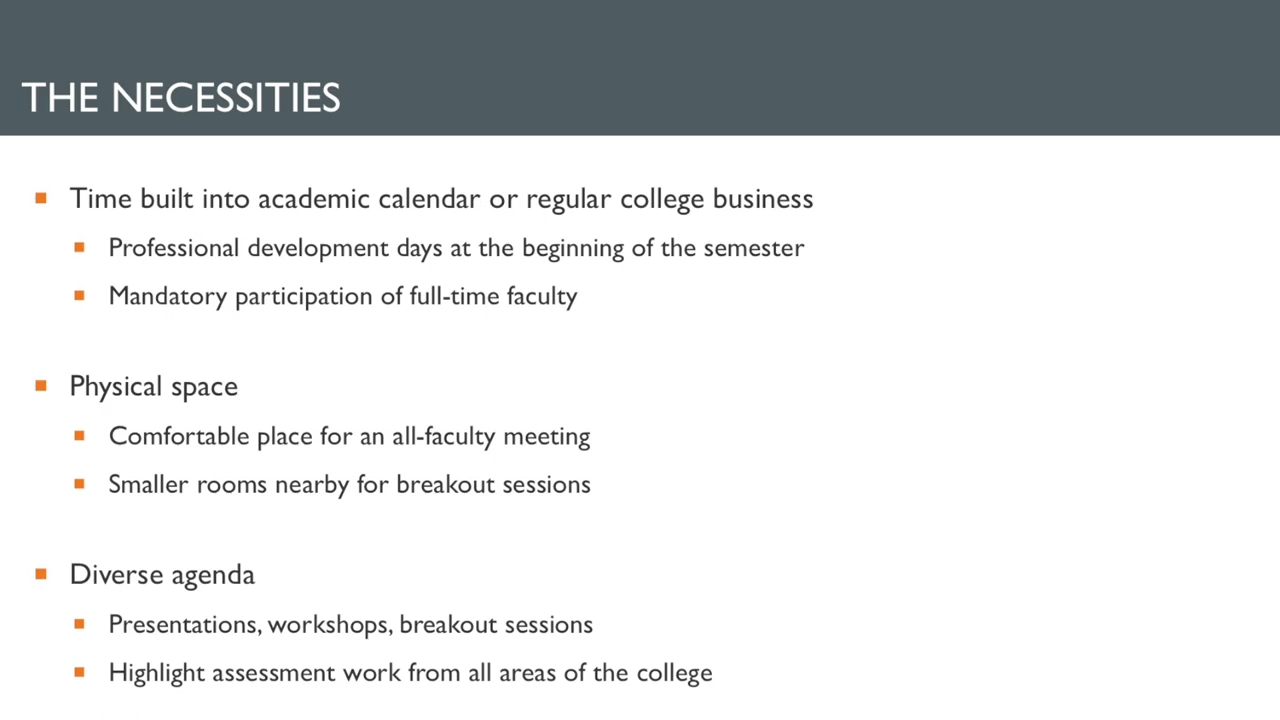 THE NECESSITIES
Time built into academic calendar or regular college business
Professional development days at the beginning of the semester
Mandatory participation of full-time faculty
Physical space
Comfortable place for an all-faculty meeting
Smaller rooms nearby for breakout sessions
Diverse agenda
Presentations, workshops, breakout sessions
Highlight assessment work from all areas of the college